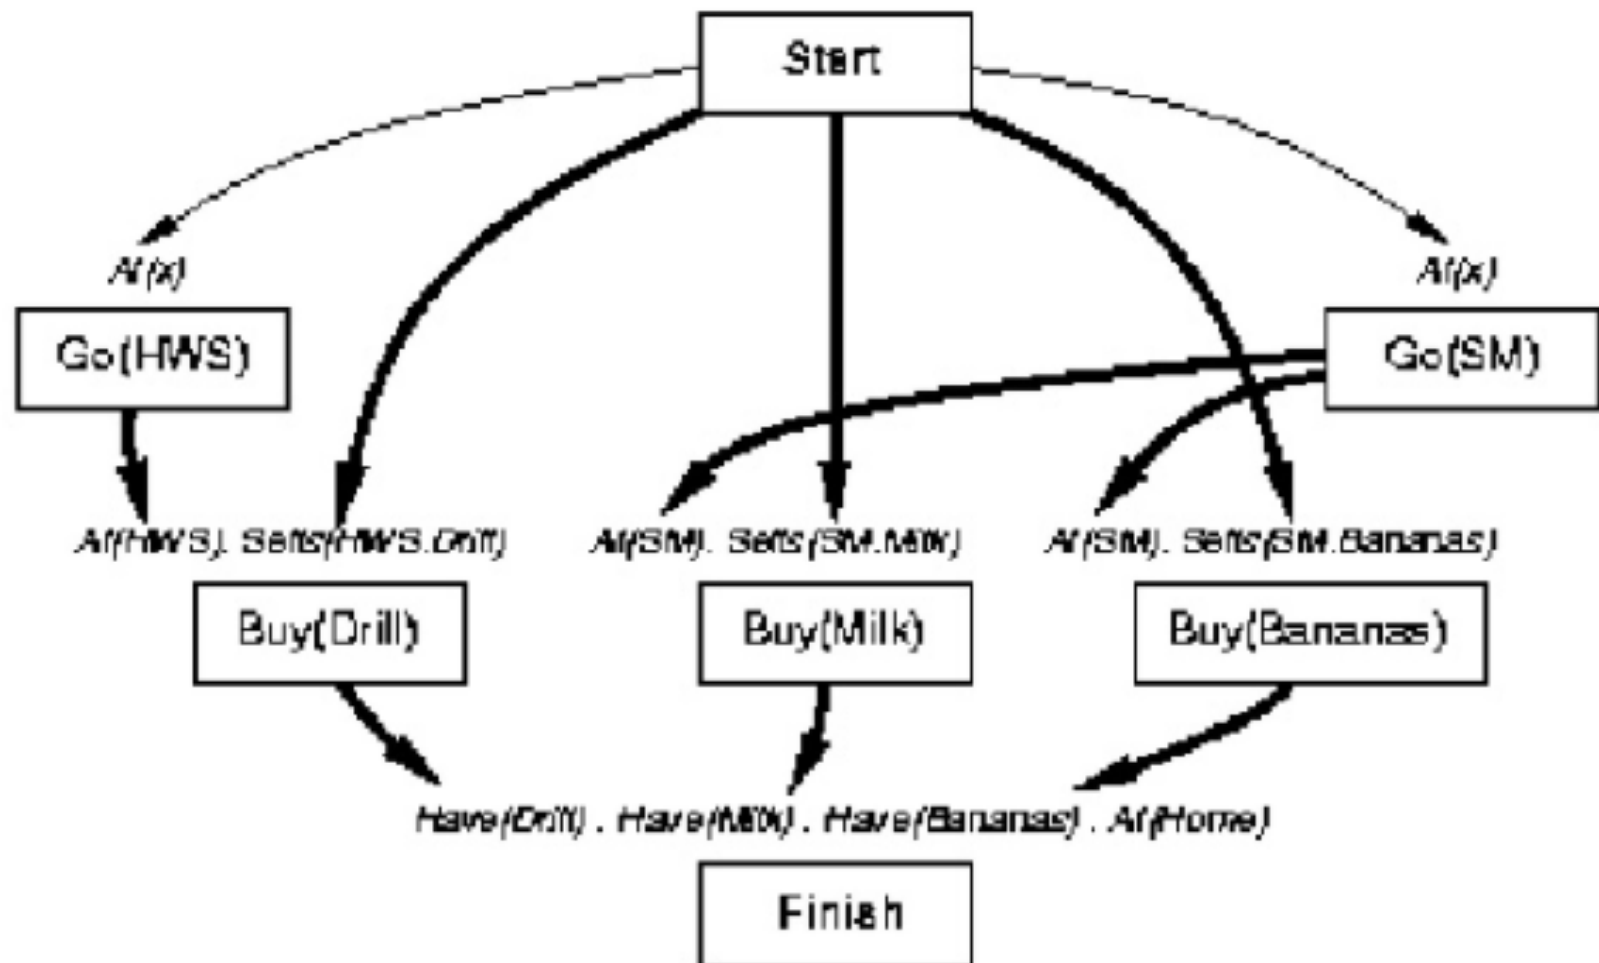 Start
At(x)
At(x)
Go(HWS)
Go(SM)
At(HWS), Sells(HWS,Drill)
At(SM), Sells(SM,Milk)
At(SM), Sells(SM,Bananas)
Buy(Drill)
Buy(Milk)
Buy(Bananas)
Have(Drill) , Have(Milk) , Have(Bananas) , At(Home)
Finish